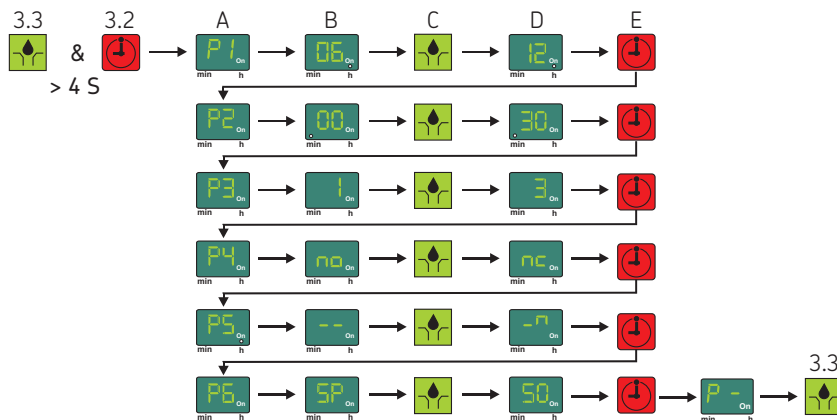 3.3 3.2 A B C D E
& P1 On 06 On 12 On
min h min h min h
> 4 S
P2 On 00 On 30 On
min h min h min h
P3 On 1 On 3 On
min h min h min h
P4 On no On nc On
min h min h min h
P5 On -- On -n On
min h min h min h
3.3
P6 On SP On SO On P - On
min h min h min h min h